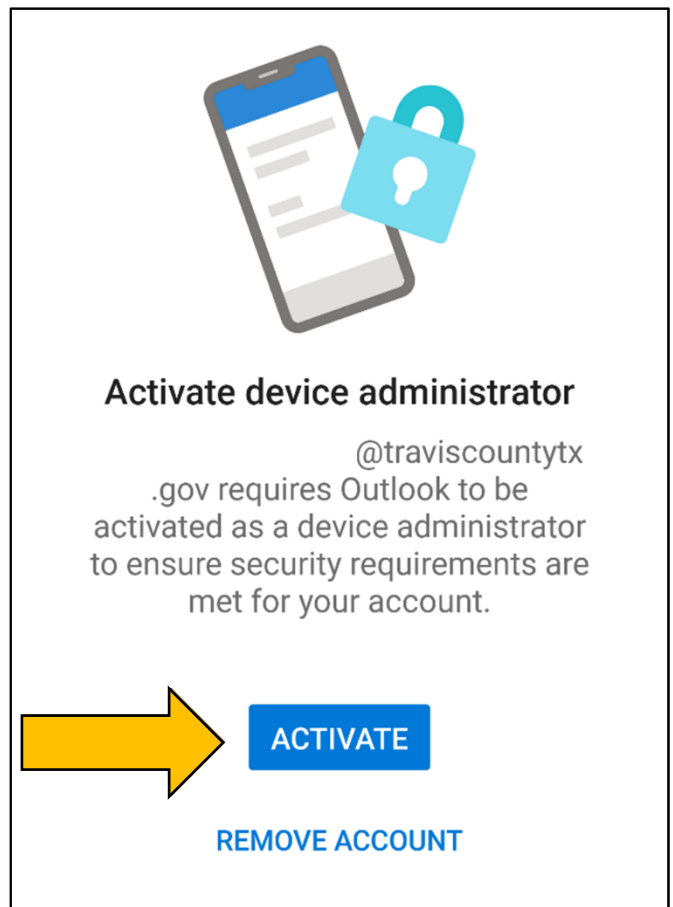 Activate device administrator
@traviscountytx
.gov requires Outlook to be
activated as a device administrator
to ensure security requirements are
met for your account.
ACTIVATE
REMOVE ACCOUNT